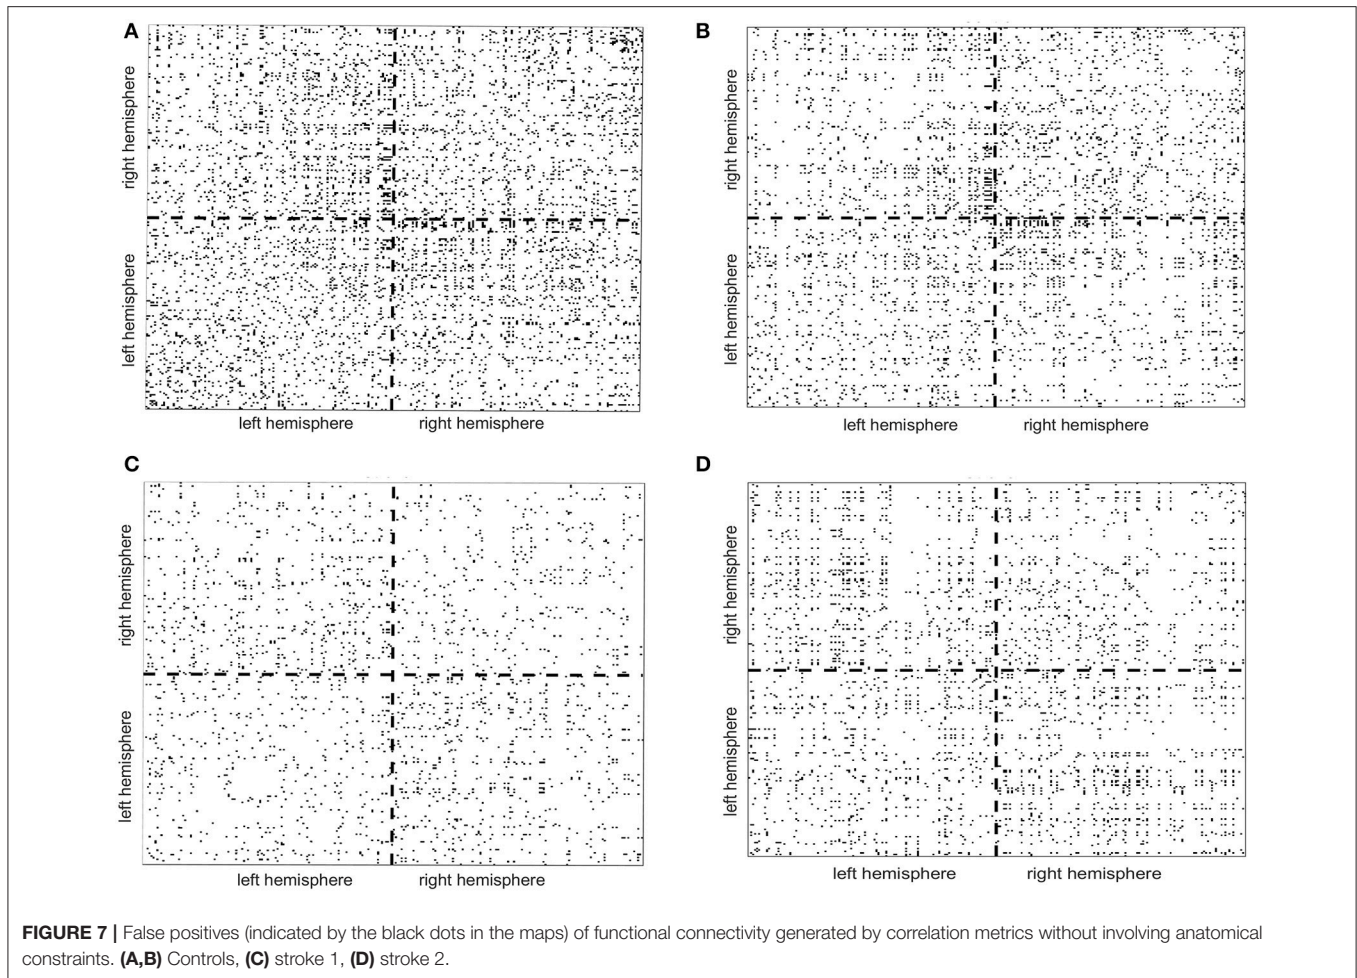 A
B
right hemisphere
right hemisphere
left hemisphere
left hemisphere
left hemisphere
right hemisphere
left hemisphere
right hemisphere
C
D
right hemisphere
right hemisphere
left hemisphere
left hemisphere
left hemisphere
right hemisphere
left hemisphere
right hemisphere
FIGURE 7 | False positives (indicated by the black dots in the maps) of functional connectivity generated by correlation metrics without involving anatomical
constraints. (A,B) Controls, (C) stroke 1, (D) stroke 2.